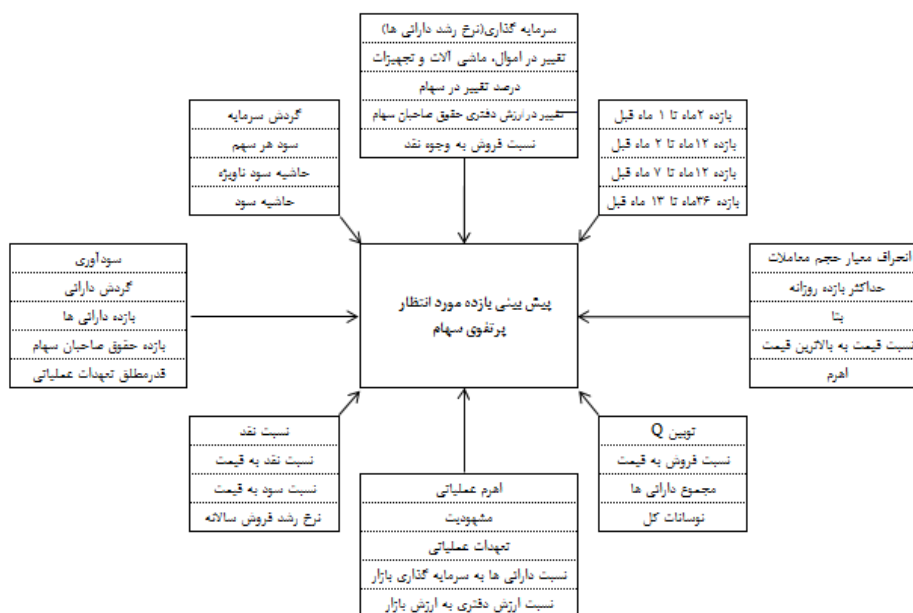 سرمایه گذاری(نرخ رشد دارائی ها)
تغییر در اموال، ماشی آلات و تجهیزات
درصد تغییر در سهام
تغییر در ارزش دفتری حقوق صاحبان سهام
نسبت فروش به وجوه نقد
بازده ۲ماه تا ۱ ماه قبل
بازده ۱۲ماه تا ۲ ماه قبل
بازده ۱۲ماه تا ۷ ماه قبل
بازده ۳۶ماه تا ۱۳ ماه قبل
گردش سرمایه
سود هر سهم
حاشیه سود ناویژه
حاشیه سود
انحراف معیار حجم معاملات
حداکثر بازده روزانه
بتا
نسبت قیمت به بالاترین قیمت
اهرم
پیش بینی بازده مورد انتظار
پرتفوی سهام
سودآوری
گردش دارائی
بازده دارائی ها
بازده حقوق صاحبان سهام
قدرمطلق تعهدات عملیاتی
توبین Q
نسبت فروش به قیمت
مجموع دارائی ها
نوسانات کل
اهرم عملیاتی
مشهودیت
تعهدات عملیاتی
نسبت دارائی ها به سرمایه گذاری بازار
نسبت ارزش دفتری به ارزش بازار
نسبت نقد
نسبت نقد به قیمت
نسبت سود به قیمت
نرخ رشد فروش سالانه